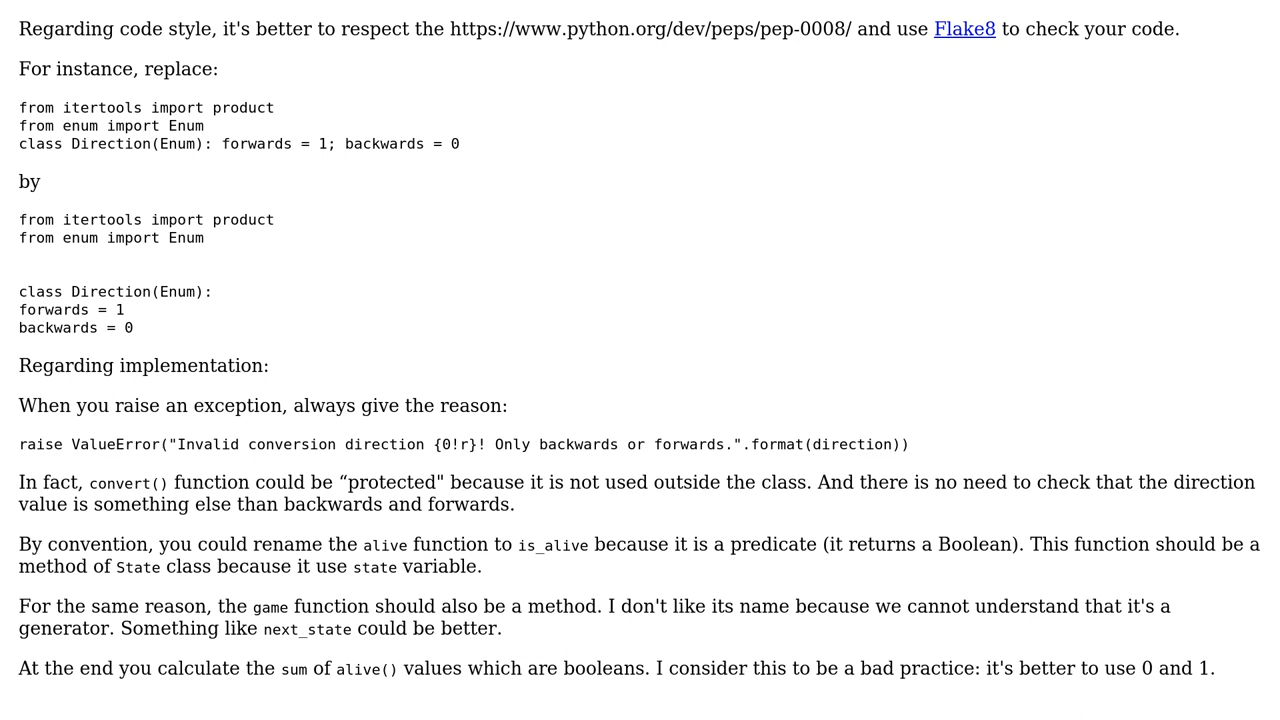 Regarding code style, it's better to respect the https://www.python.org/dev/peps/pep-0008/ and use Flake8 to check your code.
For instance, replace:
from itertools import product
from enum import Enum
class Direction(Enum): forwards = 1; backwards = 0
by
from itertools import product
from enum import Enum
class Direction(Enum):
forwards = 1
backwards = 0
Regarding implementation:
When you raise an exception, always give the reason:
raise ValueError("Invalid conversion direction {0!r}! Only backwards or forwards.".format(direction))
In fact, convert() function could be “protected" because it is not used outside the class. And there is no need to check that the direction
value is something else than backwards and forwards.
By convention, you could rename the alive function to is_alive because it is a predicate (it returns a Boolean). This function should be a
method of State class because it use state variable.
For the same reason, the game function should also be a method. I don't like its name because we cannot understand that it's a
generator. Something like next_state could be better.
At the end you calculate the sum of alive() values which are booleans. I consider this to be a bad practice: it's better to use 0 and 1.